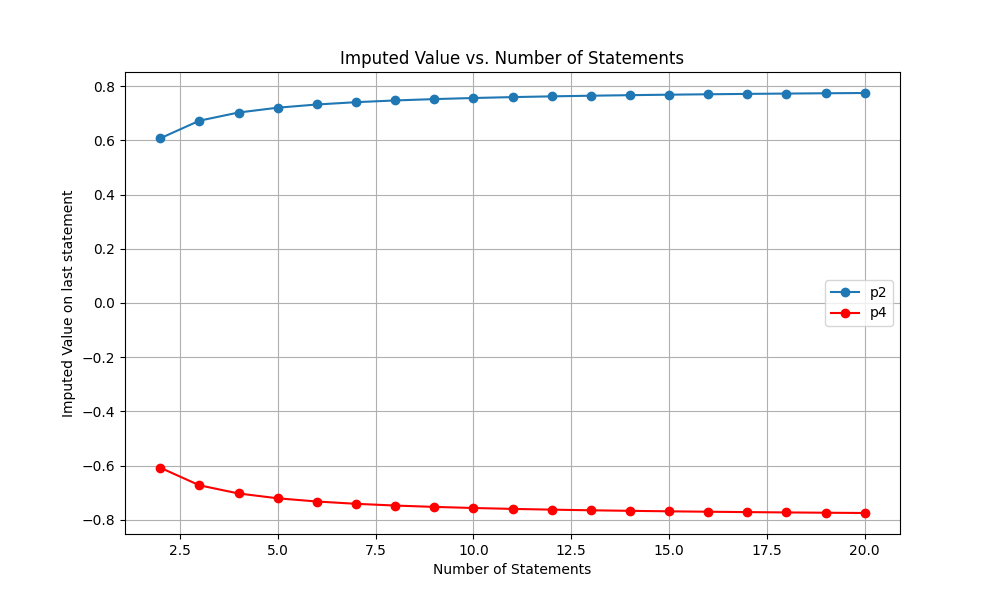 Imputed Value vs. Number of Statements
Imputed Value on last statement
0.8
0.6
0.4
0.2
0.0
−0.2
−0.4
−0.6
−0.8
p2
p4
2.5 5.0 7.5 10.0 12.5 15.0 17.5 20.0
Number of Statements